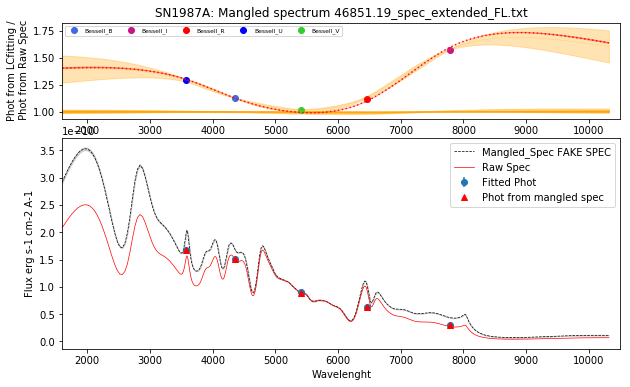 SN1987A: Mangled spectrum 46851.19_spec_extended_FL.txt
Phot from LCfitting /
Phot from Raw Spec
1.75
1.50
1.25
1.00
Bessell_B
Bessell_I
Bessell_R
Bessell_U
Bessell_V
2000 3000 4000 5000 6000 7000 8000 9000 10000
1e-10
Flux erg s-1 cm-2 A-1
3.5
3.0
2.5
2.0
1.5
1.0
0.5
0.0
Mangled_Spec FAKE SPEC
Raw Spec
Fitted Phot
Phot from mangled spec
2000 3000 4000 5000 6000 7000 8000 9000 10000
Wavelenght